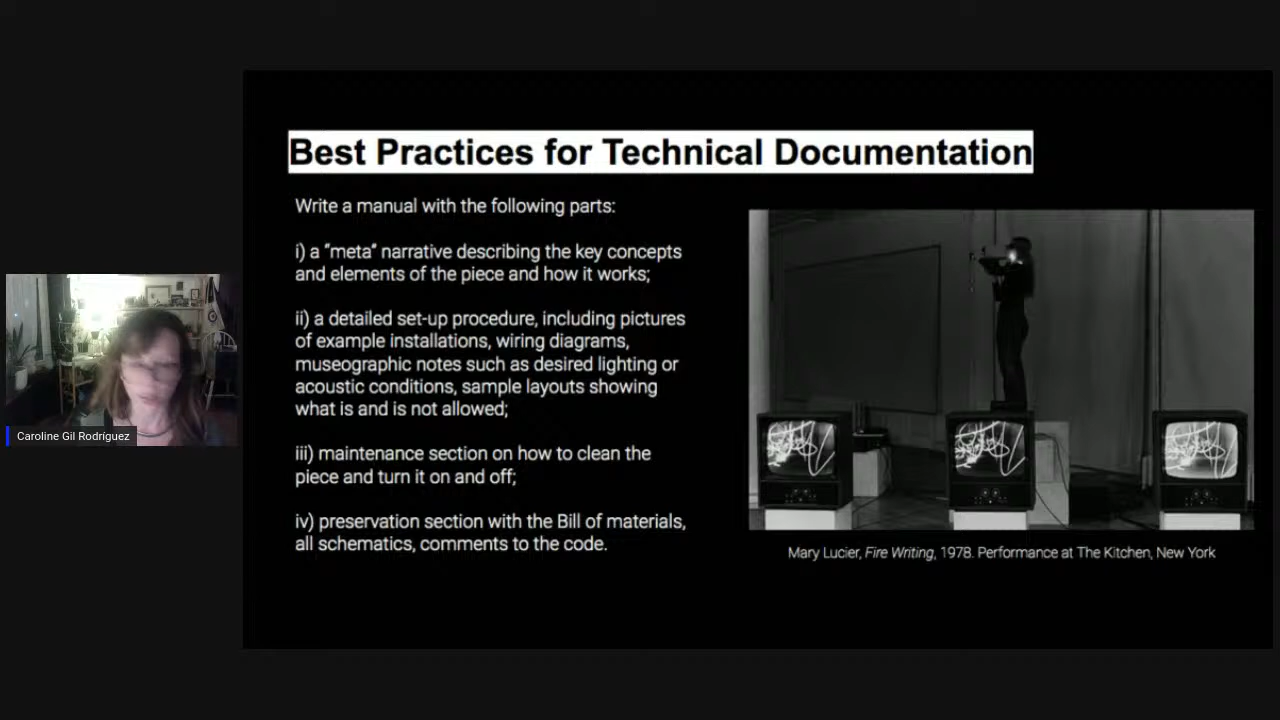 Best Practices for Technical Documentation
Write a manual with the following parts:
i) a “meta” narrative describing the key concepts
and elements of the piece and how it works;
ii) a detailed set-up procedure, including pictures
of example installations, wiring diagrams,
museographic notes such as desired lighting or
acoustic conditions, sample layouts showing
what is and is not allowed;
iii) maintenance section on how to clean the
piece and turn it on and off;
iv) preservation section with the Bill of materials,
all schematics, comments to the code.
Mary Lucier, Fire Writing, 1978. Performance at The Kitchen, New York
Caroline Gil Rodríguez